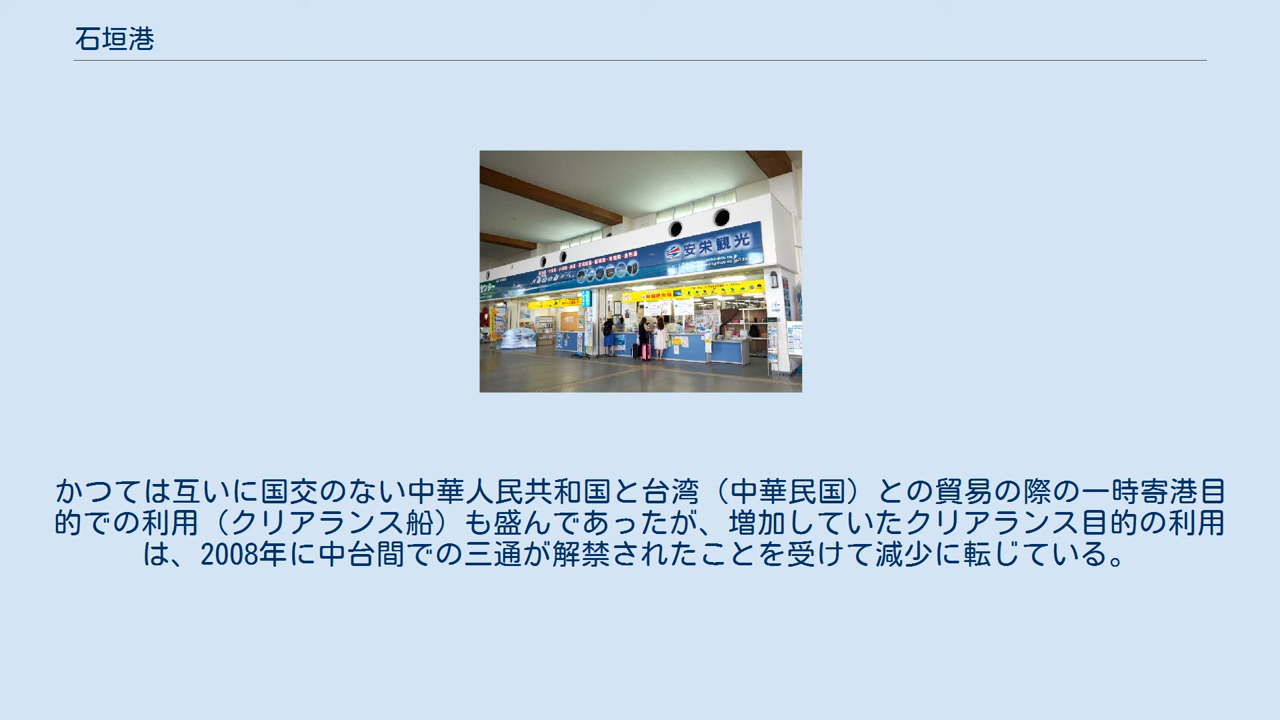 石垣港
安栄観光
かつては互いに国交のない中華人民共和国と台湾（中華民国）との貿易の際の一時寄港目
的での利用（クリアランス船）も盛んであったが、増加していたクリアランス目的の利用
は、2008年に中台間での三通が解禁されたことを受けて減少に転じている。